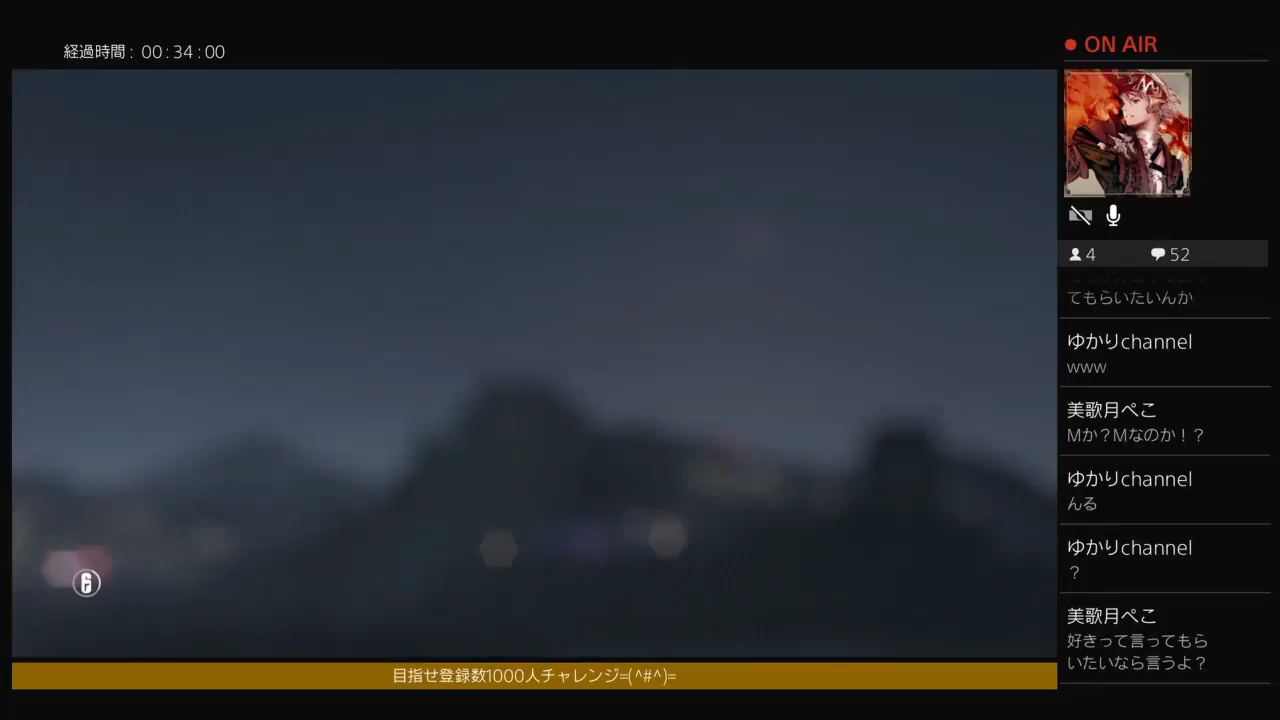 経過時間 : 00 : 34 : 00
ON AIR
4
52
てもらいたいんか
ゆかりchannel
www
美歌月ぺこ
Mか？Mなのか！？
ゆかりchannel
んる
ゆかりchannel
？
美歌月ぺこ
好きって言ってもら
いたいなら言うよ？
目指せ登録数1000人チャレンジ=(^#^)=